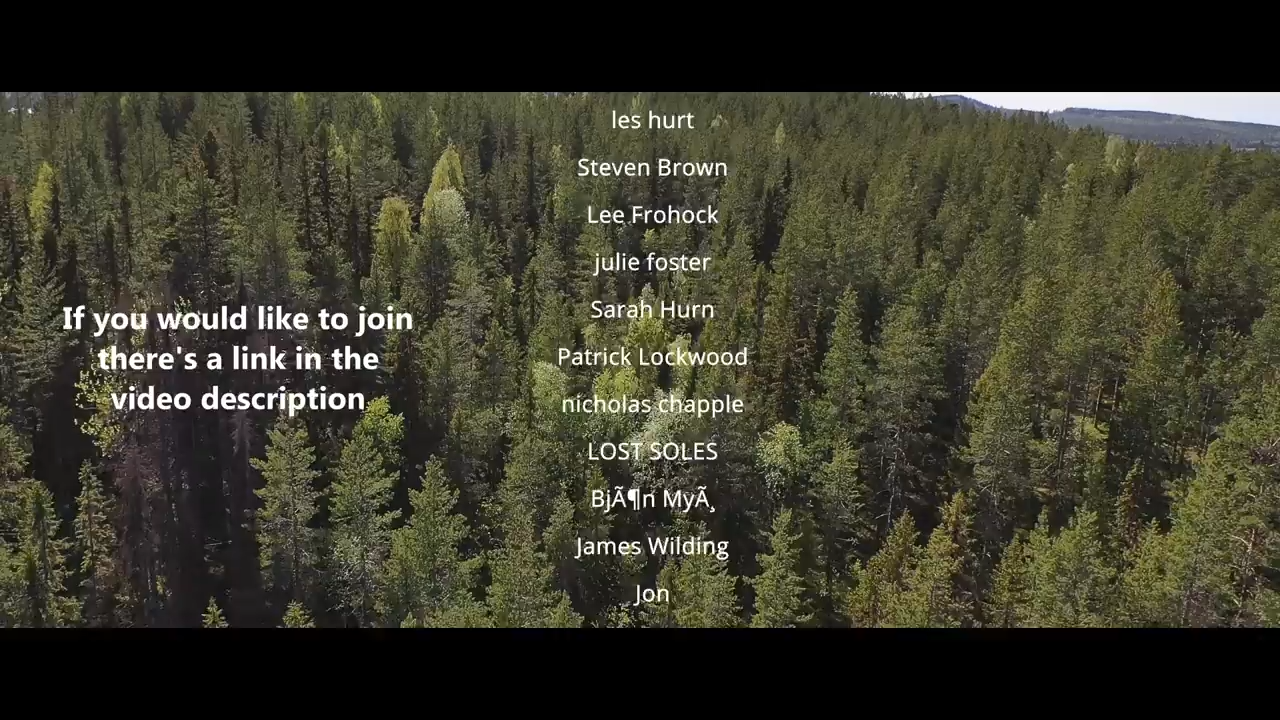 les hurt
Steven Brown
Lee Frohock
julie foster
Sarah Hurn
Patrick Lockwood
nicholas chapple
LOST SOLES
BjÃ¶n MyÃ¸
James Wilding
Jon
If you would like to join
there's a link in the
video description